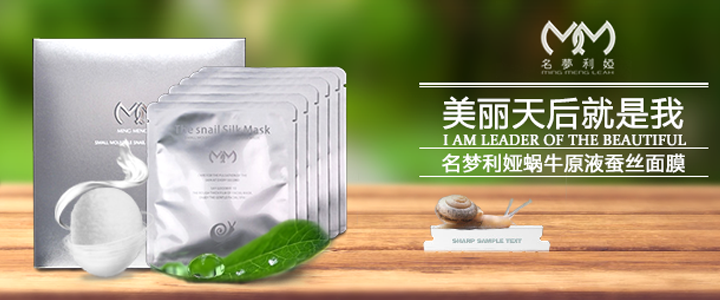 名夢利婭
MING MENG LEAH
美丽天后就是我
I AM LEADER OF THE BEAUTIFUL
名梦利娅蜗牛原液蚕丝面膜
SHARP SAMPLE TEXT
The snail Silk Mask
MING MENG